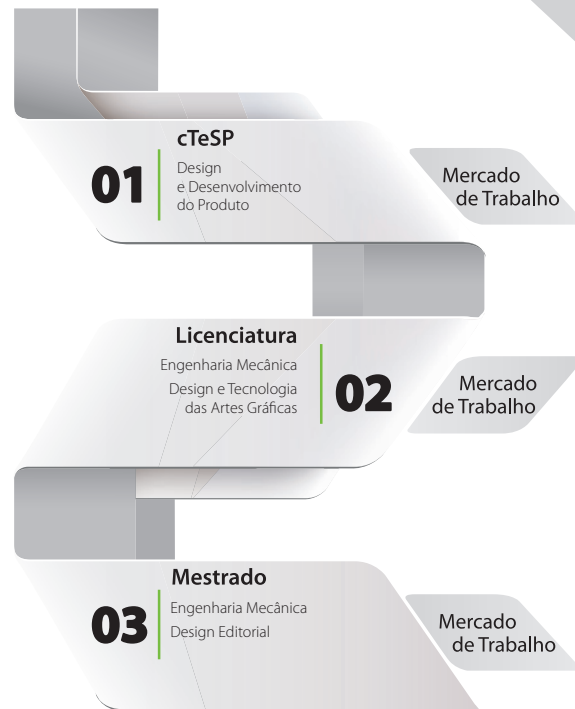 cTeSP
01
Design
e Desenvolvimento
do Produto
Mercado
de Trabalho
Licenciatura
Engenharia Mecânica
Design e Tecnologia
das Artes Gráficas
02
Mercado
de Trabalho
Mestrado
03
Engenharia Mecânica
Design Editorial
Mercado
de Trabalho